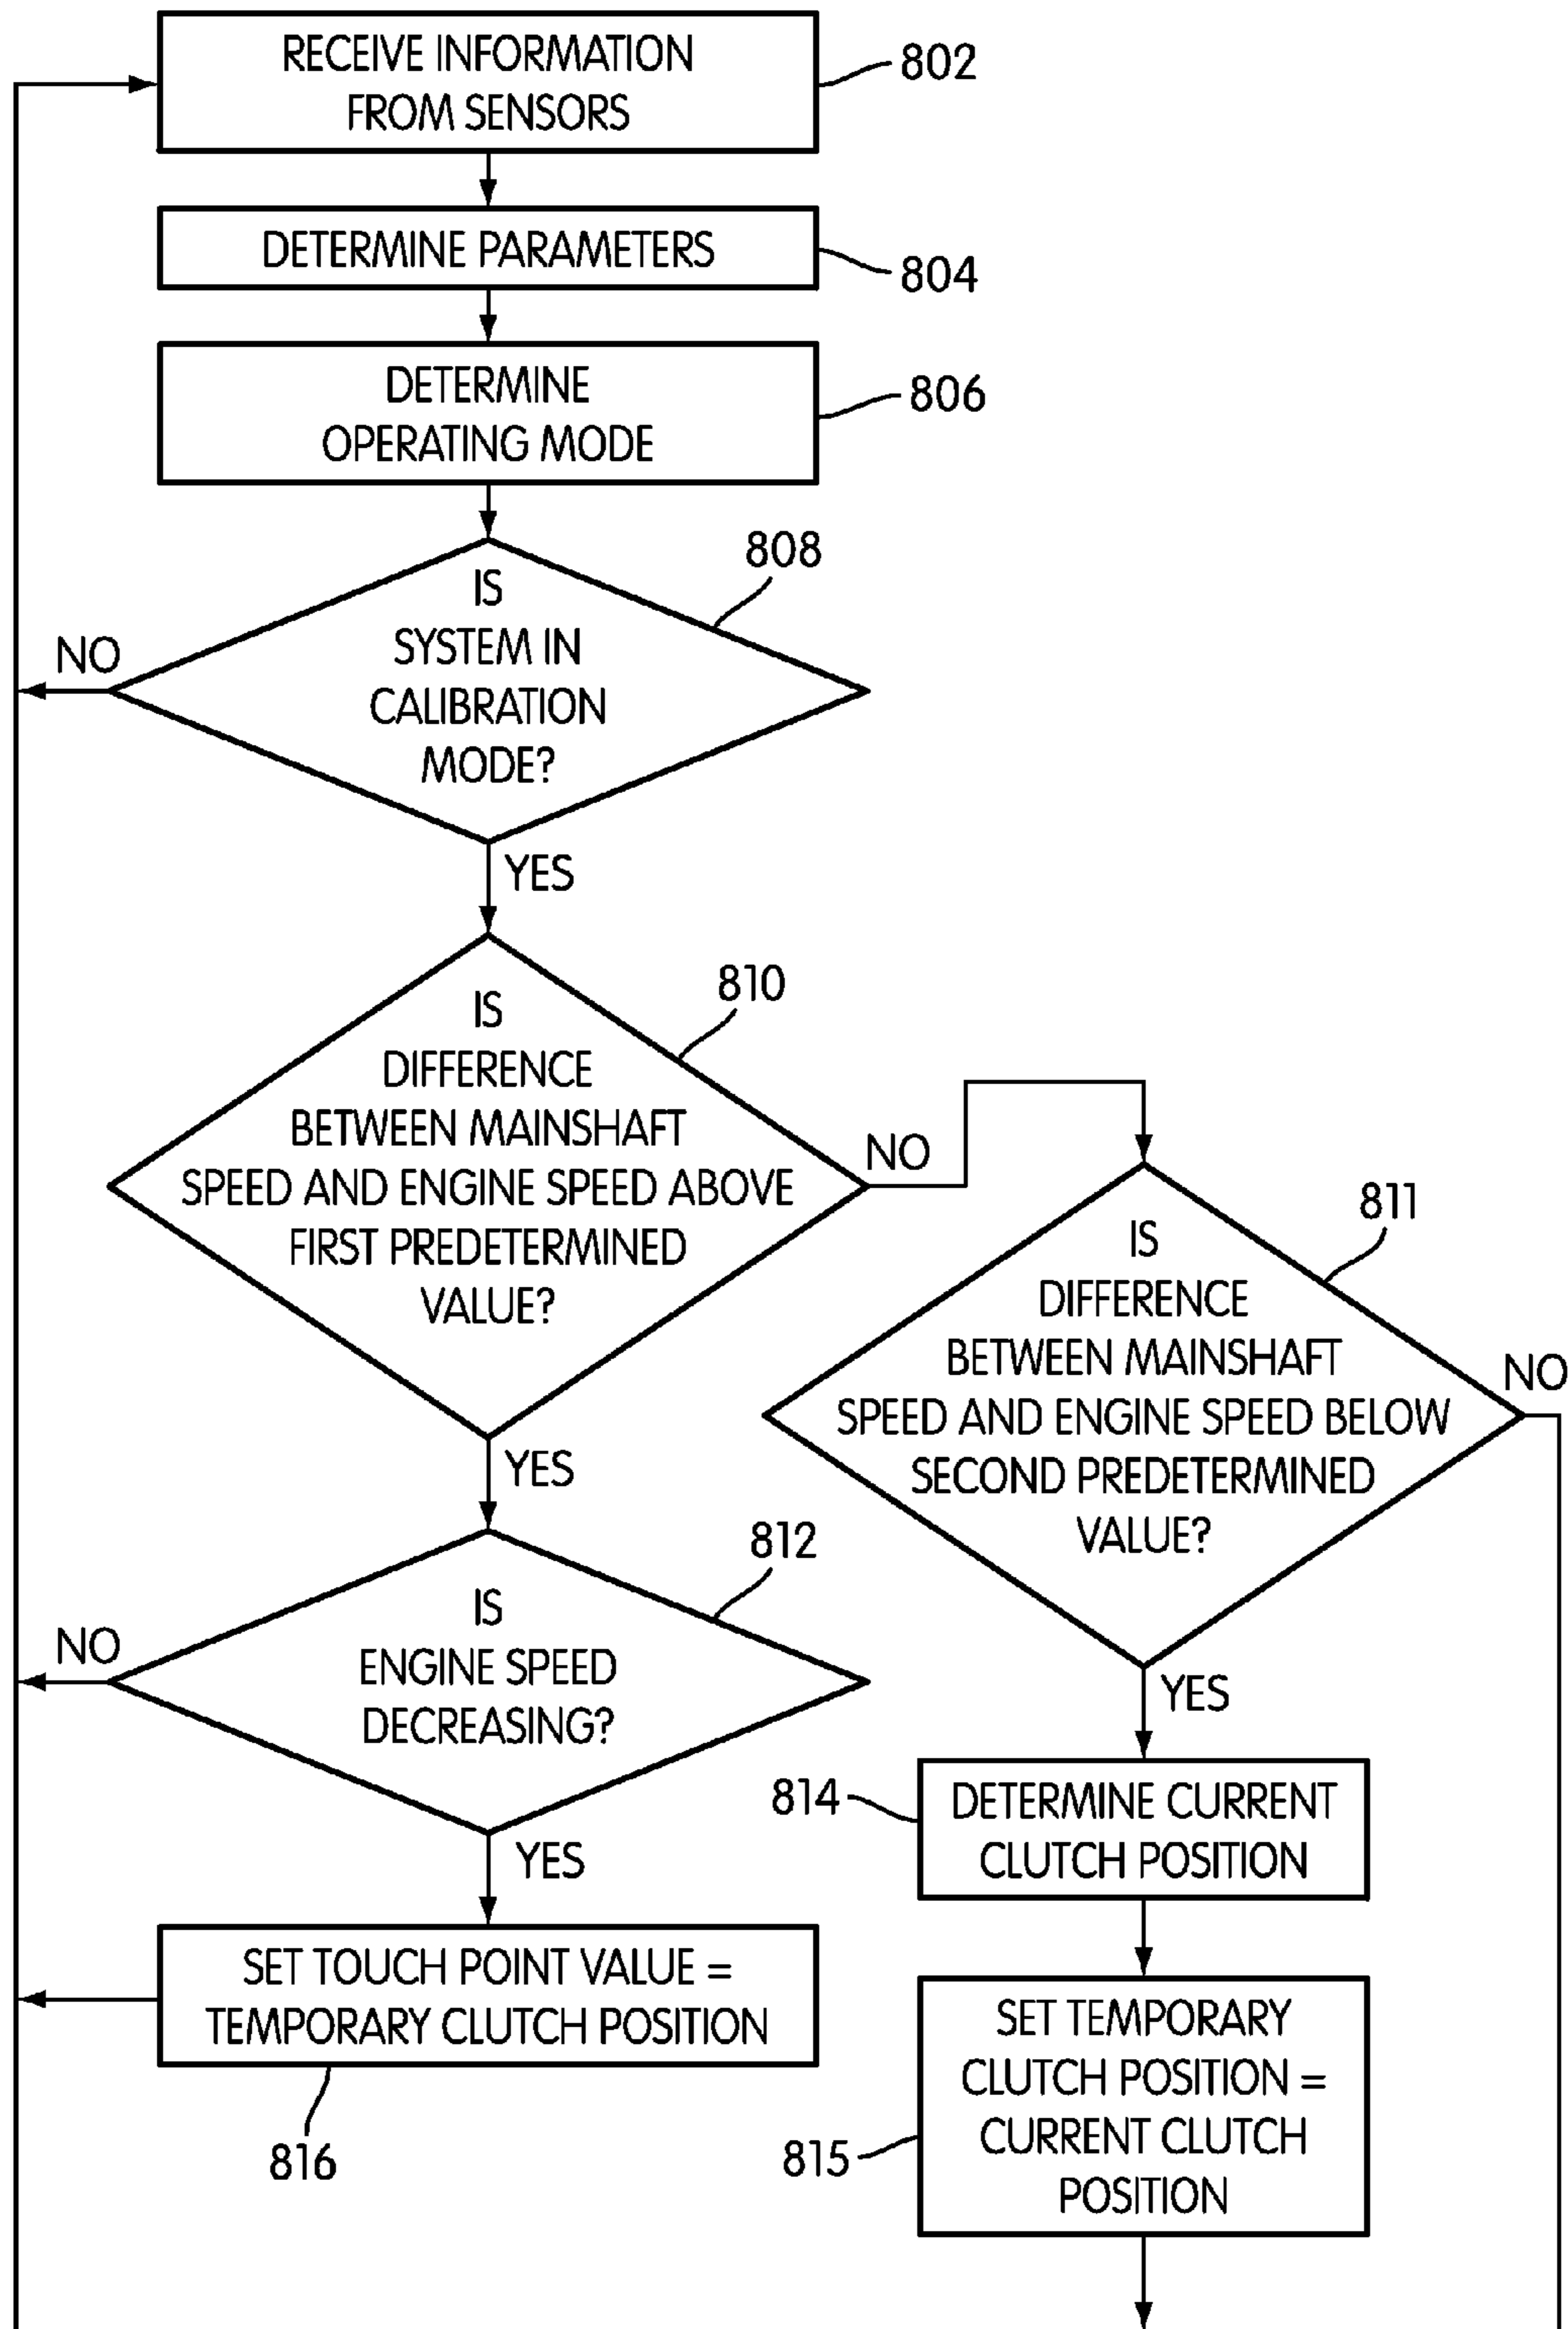 RECEIVE INFORMATION
FROM SENSORS
802
DETERMINE PARAMETERS
804
DETERMINE
OPERATING MODE
806
808
IS
SYSTEM IN
CALIBRATION
MODE?
NO
YES
810
IS
DIFFERENCE
BETWEEN MAINSHAFT
SPEED AND ENGINE SPEED ABOVE
FIRST PREDETERMINED
VALUE?
NO
YES
811
IS
DIFFERENCE
BETWEEN MAINSHAFT
SPEED AND ENGINE SPEED BELOW
SECOND PREDETERMINED
VALUE?
NO
YES
812
IS
ENGINE SPEED
DECREASING?
NO
YES
814
DETERMINE CURRENT
CLUTCH POSITION
SET TOUCH POINT VALUE =
TEMPORARY CLUTCH POSITION
816
SET TEMPORARY
CLUTCH POSITION =
CURRENT CLUTCH
POSITION
815